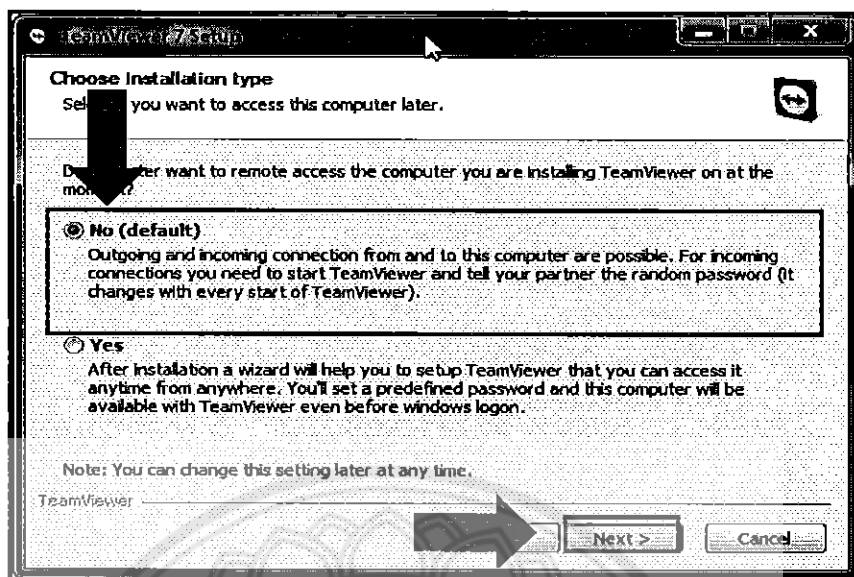 TeamViewer 7 Setup
Choose Installation type
you want to access this computer later.
want to remote access the computer you are installing TeamViewer on at the
No (default)
Outgoing and incoming connection from and to this computer are possible. For incoming
connections you need to start TeamViewer and tell your partner the random password (it
changes with every start of TeamViewer).
Yes
After installation a wizard will help you to setup TeamViewer that you can access it
anytime from anywhere. You'll set a predefined password and this computer will be
available with TeamViewer even before windows logon.
Note: You can change this setting later at any time.
TeamViewer
Next >
Cancel